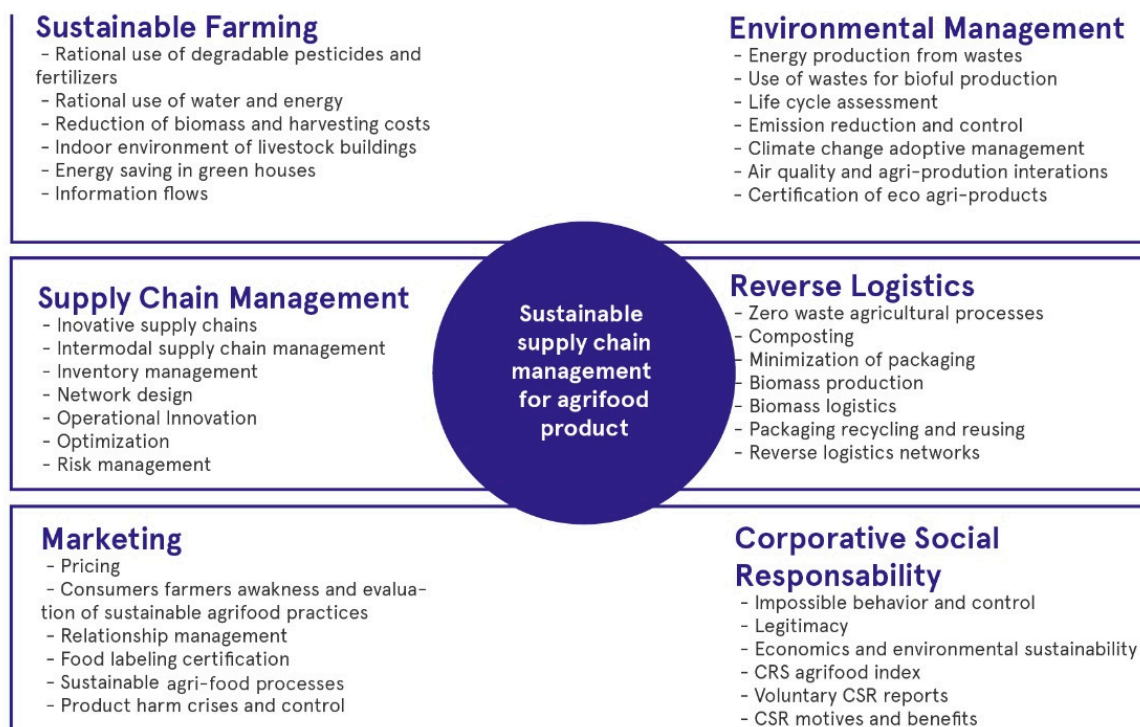 Sustainable Farming
- Rational use of degradable pesticides and
fertilizers
- Rational use of water and energy
- Reduction of biomass and harvesting costs
- Indoor environment of livestock buildings
- Energy saving in green houses
- Information flows
Environmental Management
- Energy production from wastes
- Use of wastes for bioful production
- Life cycle assessment
- Emission reduction and control
- Climate change adoptive management
- Air quality and agri-prodution interations
- Certification of eco agri-products
Supply Chain Management
- Inovative supply chains
- Intermodal supply chain management
- Inventory management
- Network design
- Operational Innovation
- Optimization
- Risk management
Sustainable
supply chain
management
for agrifood
product
Reverse Logistics
- Zero waste agricultural processes
- Composting
- Minimization of packaging
- Biomass production
- Biomass logistics
- Packaging recycling and reusing
- Reverse logistics networks
Marketing
- Pricing
- Consumers farmers awakness and evalua-
tion of sustainable agrifood practices
- Relationship management
- Food labeling certification
- Sustainable agri-food processes
- Product harm crises and control
Corporative Social
Responsability
- Impossible behavior and control
- Legitimacy
- Economics and environmental sustainability
- CRS agrifood index
- Voluntary CSR reports
- CSR motives and benefits